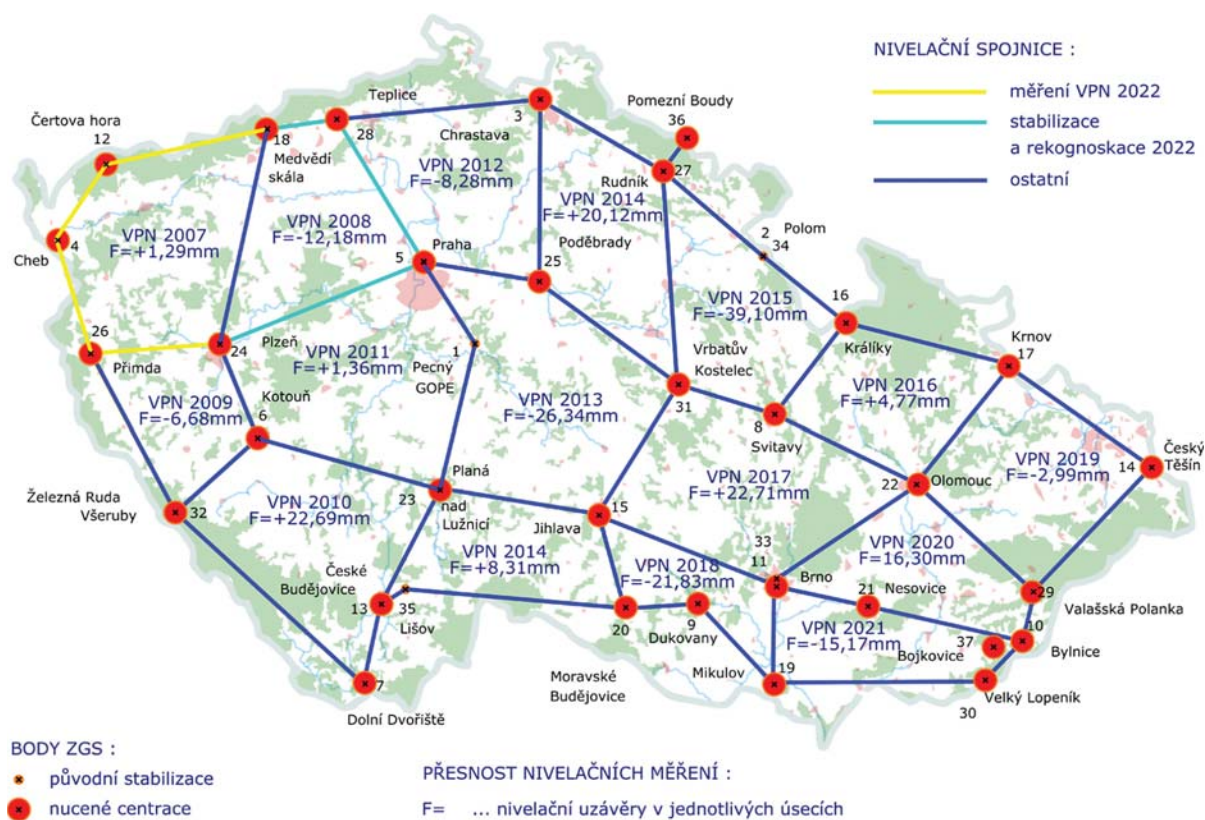 NIVELAČNÍ SPOJNICE :
měření VPN 2022
stabilizace
a rekognoskace 2022
ostatní
Teplice
28
3
Chrastava
Pomezní Boudy
36
Čertova hora
12
18
Medvědí
skála
VPN 2012
F=-8,28mm
27
Rudník
VPN 2014
F=+20,12mm
VPN 2007
F=+1,29mm
VPN 2008
F=-12,18mm
4
Cheb
Praha
5
Poděbrady
25
Polom
2
34
16
Králíky
VPN 2015
F=-39,10mm
26
Přimda
Plzeň
24
VPN 2011
F=+1,36mm
1
Pecný
GOPE
Vrbatův
Kostelec
31
Krnov
17
VPN 2009
F=-6,68mm
Kotouň
6
VPN 2013
F=-26,34mm
VPN 2016
F=+4,77mm
8
Svitavy
Český
Těšín
14
VPN 2019
F=-2,99mm
Železná Ruda
Všeruby
32
VPN 2010
F=+22,69mm
Planá
nad
Lužnicí
23
Jihlava
15
VPN 2017
F=+22,71mm
22
Olomouc
VPN 2014
F=+8,31mm
VPN 2018
F=-21,83mm
33
11
Brno
VPN 2020
F=16,30mm
České
Budějovice
13
35
Lišov
20
Dukovany
9
21
Nesovice
29
Valašská Polanka
VPN 2021
F=-15,17mm
37
Bojkovice
10
Bylnice
7
Dolní Dvořiště
Moravské
Budějovice
Mikulov
19
Velký Lopeník
30
BODY ZGS :
původní stabilizace
nucené centrace
PŘESNOST NIVELAČNÍCH MĚŘENÍ :
F= ... nivelační uzávěry v jednotlivých úsecích